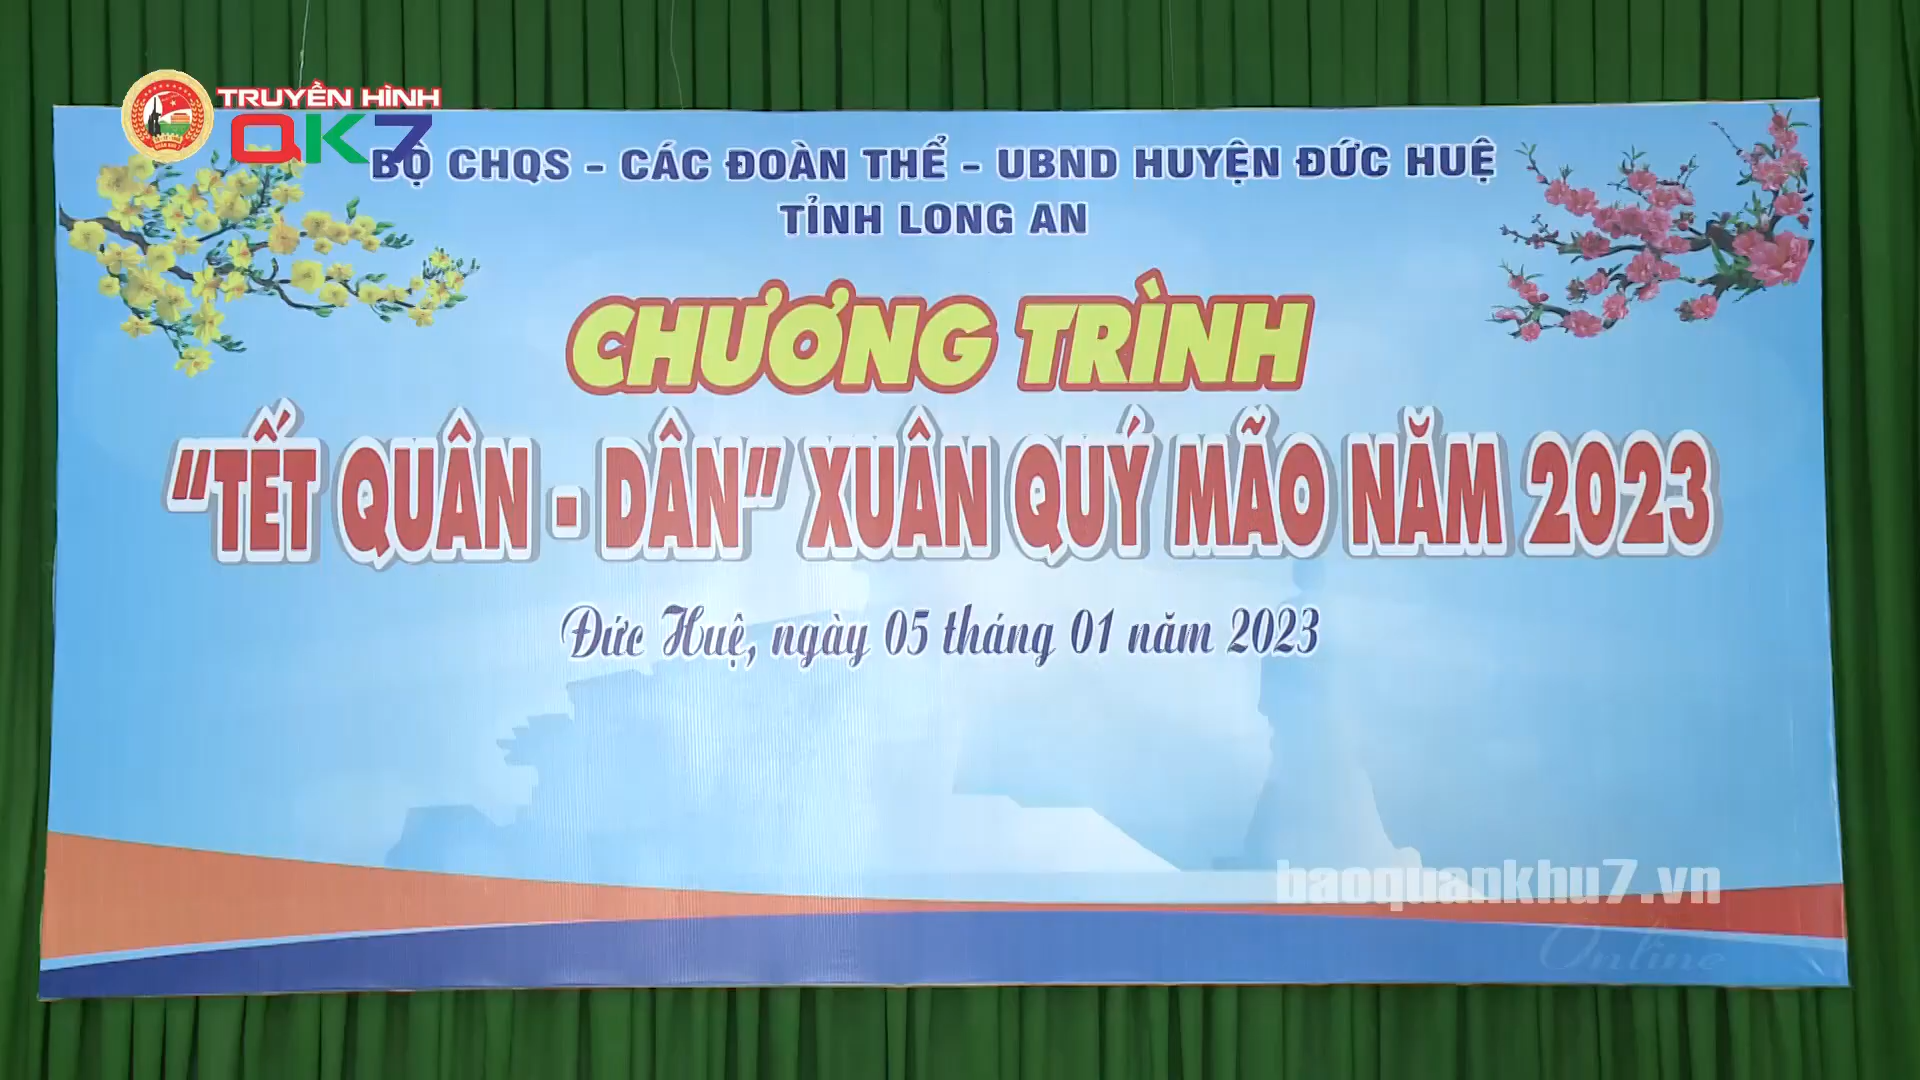 TRUYỀN HÌNH
QK7
BỘ CHQS - CÁC ĐOÀN THỂ - UBND HUYỆN ĐỨC HUỆ
TỈNH LONG AN
CHƯƠNG TRÌNH
"TẾT QUÂN - DÂN" XUÂN QUÝ MÃO NĂM 2023
Đức Huệ, ngày 05 tháng 01 năm 2023
baoquankhu7.vn
Online